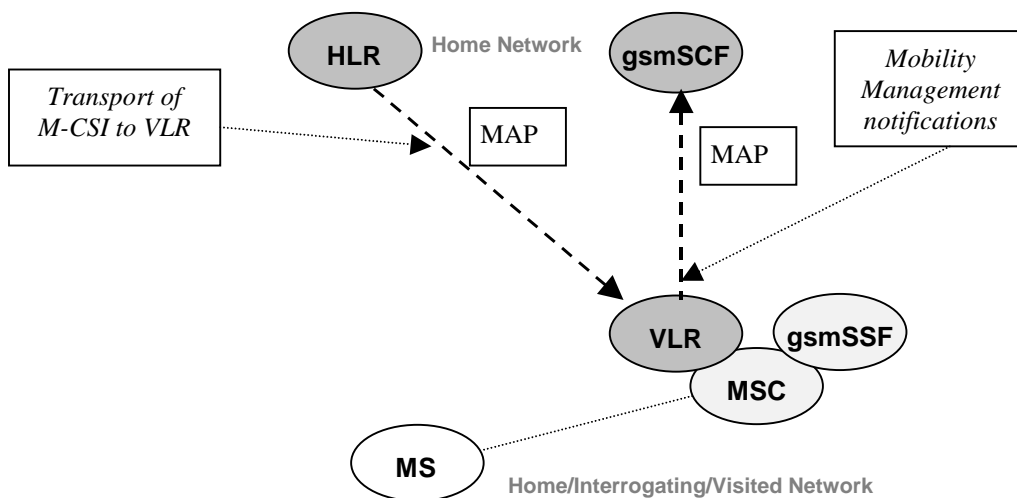 HLR
Home Network
gsmSCF
Transport of
M-CSI to VLR
MAP
MAP
Mobility
Management
notifications
VLR
gsmSSF
MSC
MS
Home/Interrogating/Visited Network